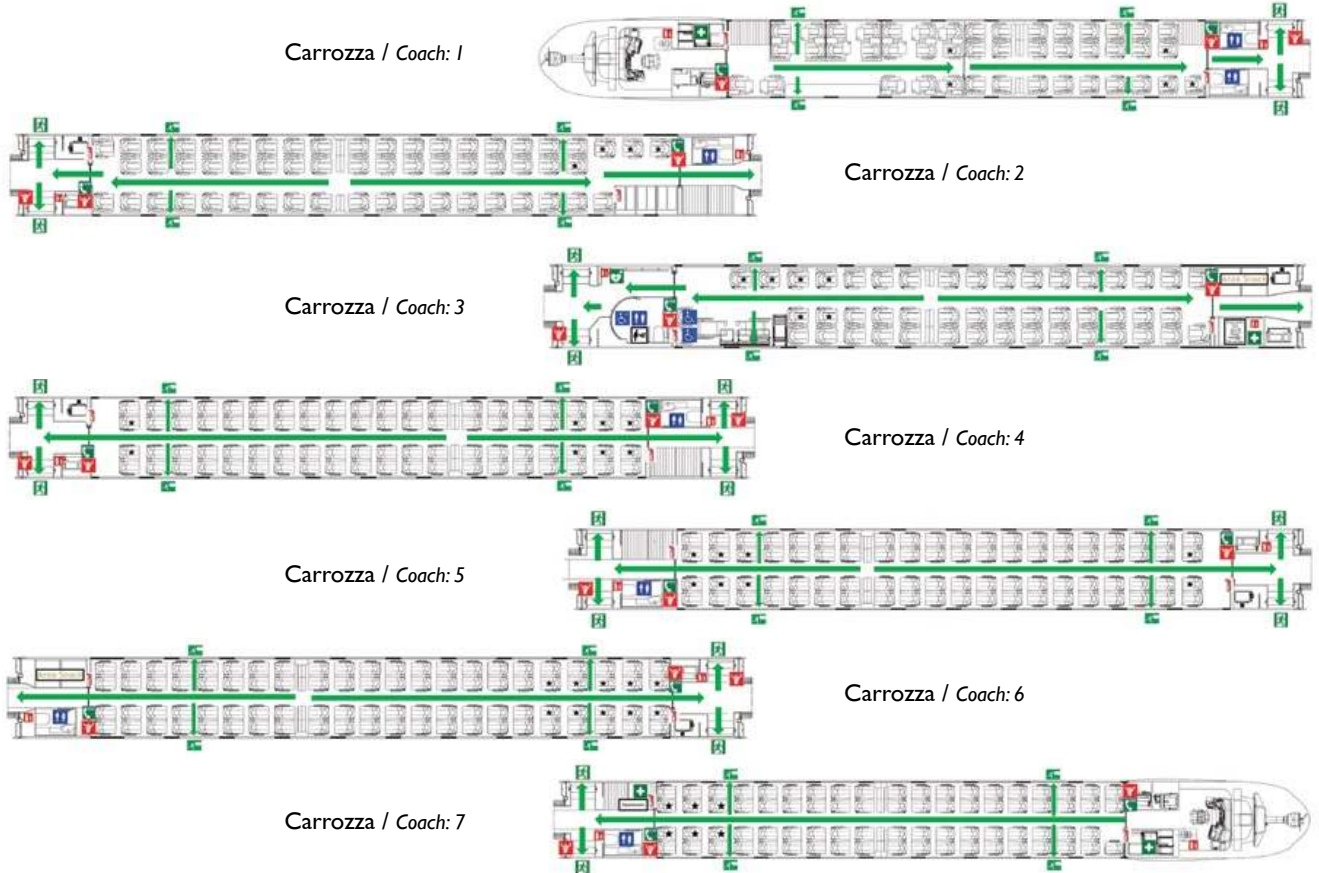 Carrozza / Coach: 1
Carrozza / Coach: 2
Carrozza / Coach: 3
Carrozza / Coach: 4
Carrozza / Coach: 5
Carrozza / Coach: 6
Carrozza / Coach: 7